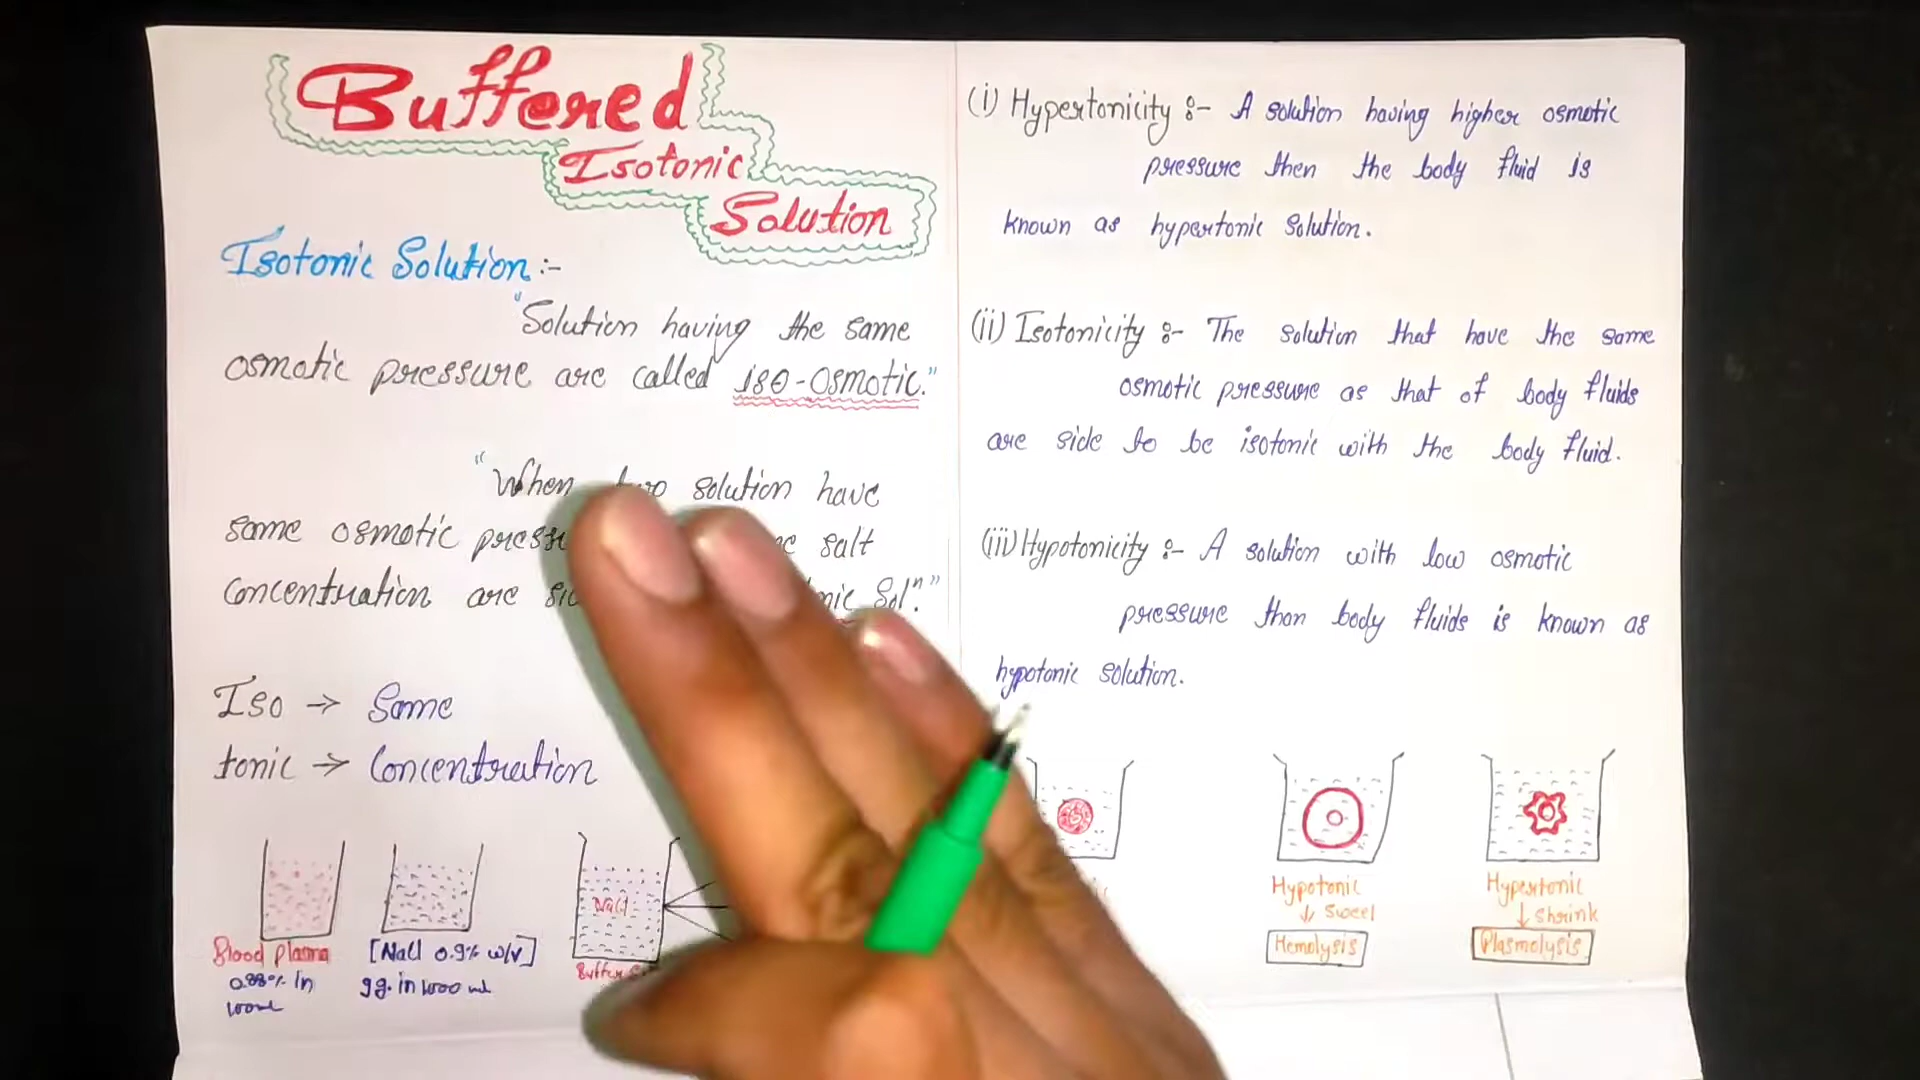 Buffered
Isotonic
Solution
Isotonic Solution :-
"Solution having the same
osmotic pressure are called iso-osmotic."
"When two solution have
same osmotic salt
concentration are Solⁿ."
Iso → Same
tonic → Concentration
Blood plasma
0.88% in
100ml
[NaCl 0.9% w/v]
9g. in 1000 ml
NaCl
(i) Hypertonicity :- A solution having higher osmotic
pressure then the body fluid is
known as hypertonic solution.
(ii) Isotonicity :- The solution that have the same
osmotic pressure as that of body fluids
are side to be isotonic with the body fluid.
(iii) Hypotonicity :- A solution with low osmotic
pressure than body fluids is known as
hypotonic solution.
Hypotonic
↓ sweel
Hemolysis
Hypertonic
↓ shrink
Plasmolysis